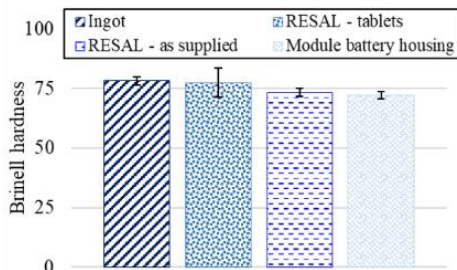 100
Ingot
RESAL - tablets
RESAL - as supplied
Module battery housing
75
50
25
0
Brinell hardness